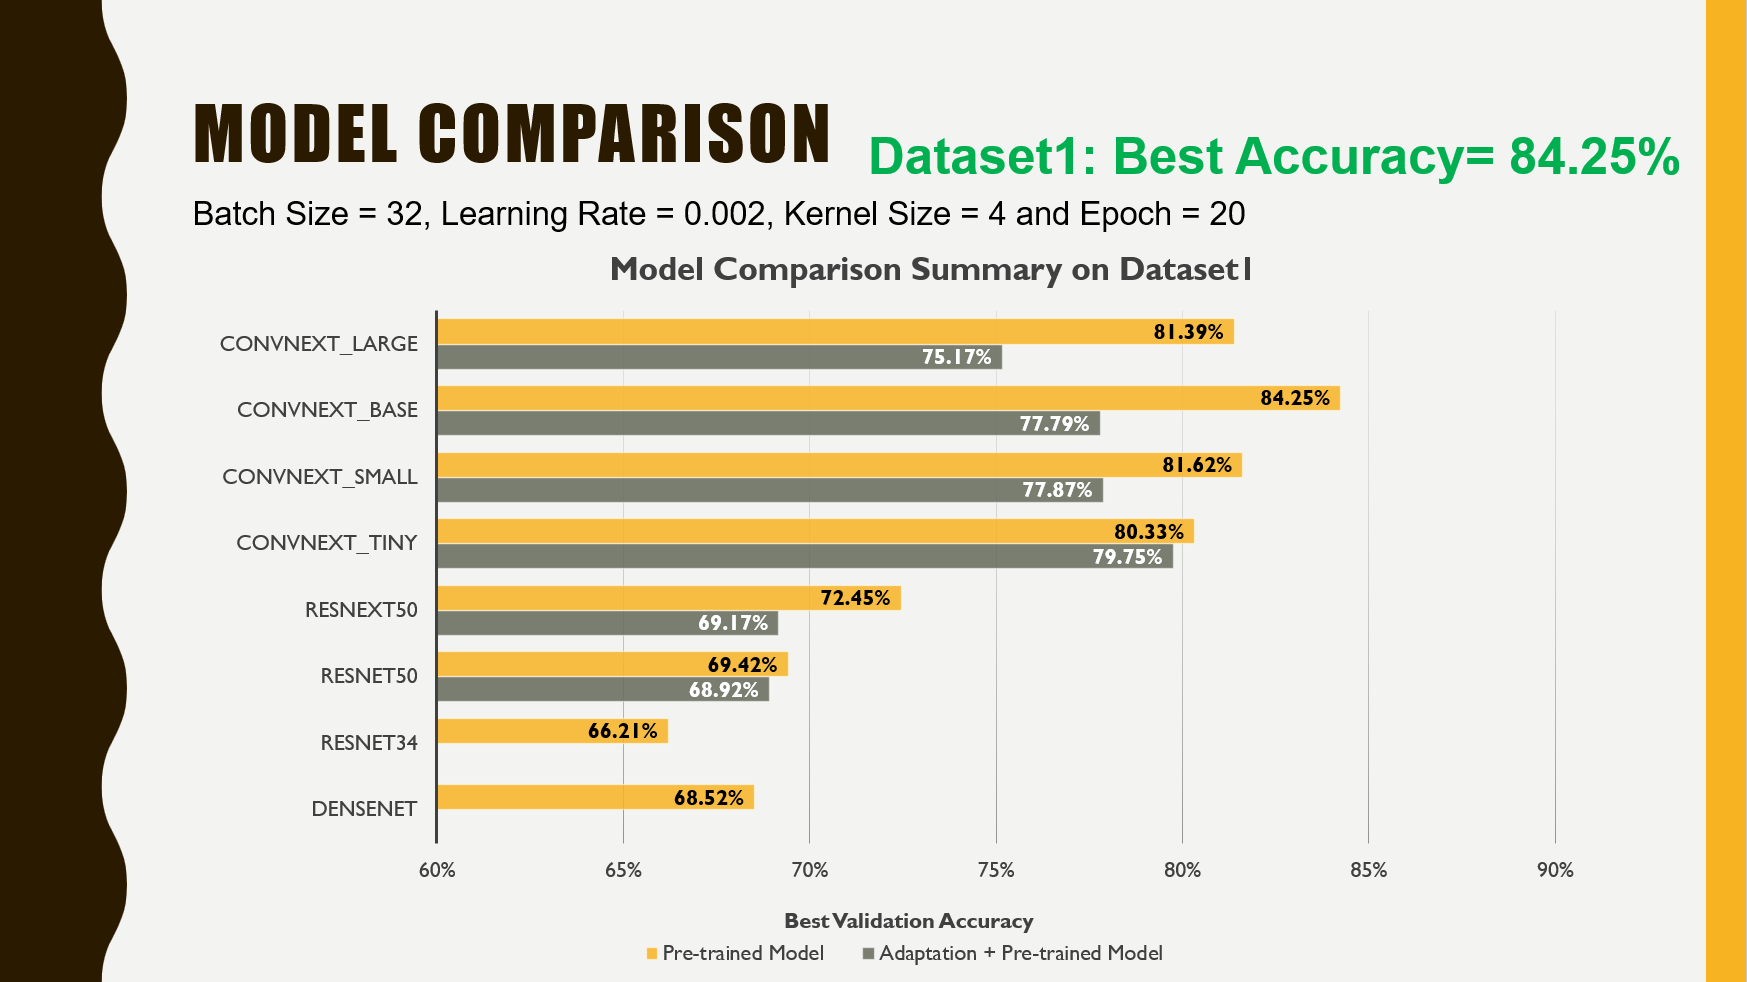 MODEL COMPARISON
Dataset1: Best Accuracy= 84.25%
Batch Size = 32, Learning Rate = 0.002, Kernel Size = 4 and Epoch = 20
Model Comparison Summary on Dataset1
CONVNEXT_LARGE
81.39%
75.17%
CONVNEXT_BASE
84.25%
77.79%
CONVNEXT_SMALL
81.62%
77.87%
CONVNEXT_TINY
80.33%
79.75%
RESNEXT50
72.45%
69.17%
RESNET50
69.42%
68.92%
RESNET34
66.21%
DENSENET
68.52%
60% 65% 70% 75% 80% 85% 90%
Best Validation Accuracy
Pre-trained Model Adaptation + Pre-trained Model